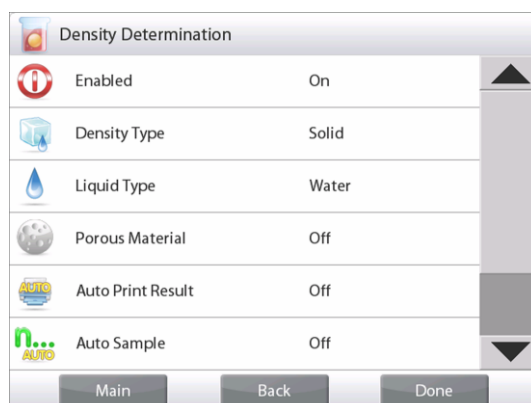 Density Determination
Enabled On
Density Type Solid
Liquid Type Water
Porous Material Off
AUTO
Auto Print Result Off
n...
AUTO
Auto Sample Off
Main Back Done